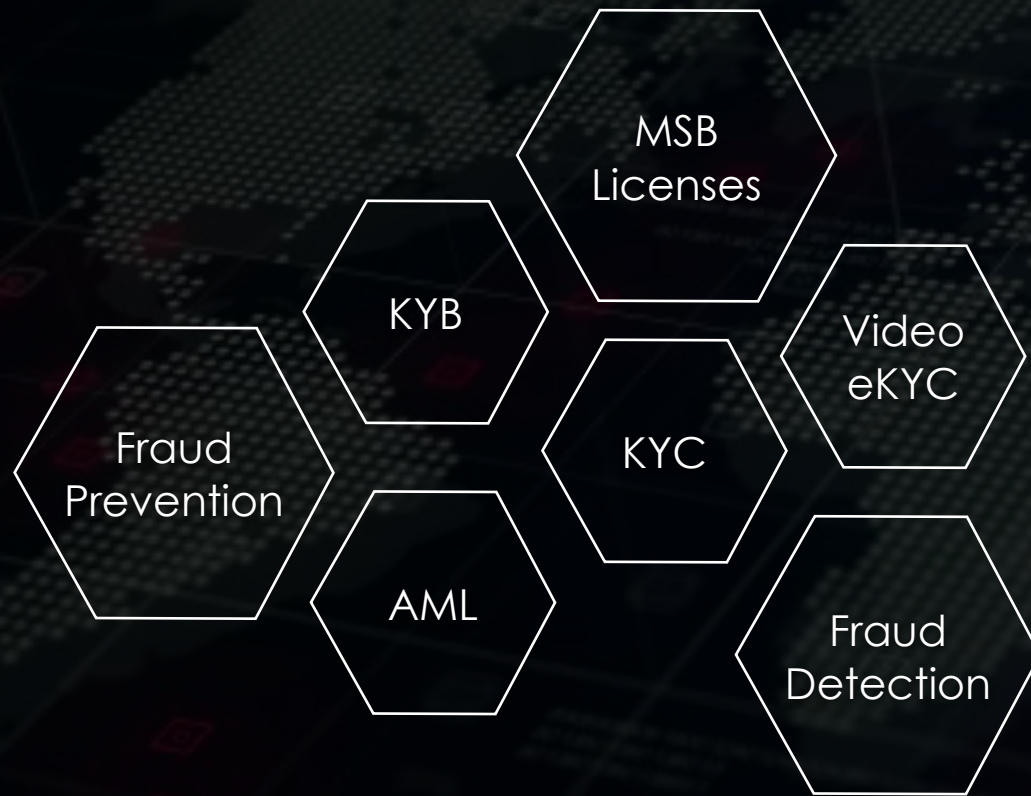 MSB
Licenses
KYB
Video
eKYC
Fraud
Prevention
KYC
AML
Fraud
Detection